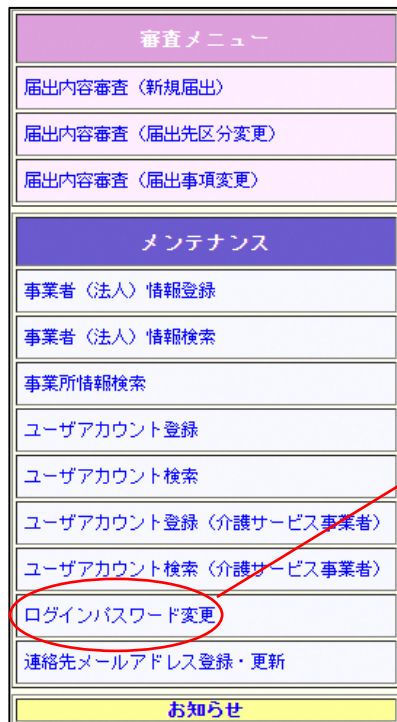 審査メニュー
届出内容審査（新規届出）
届出内容審査（届出先区分変更）
届出内容審査（届出事項変更）
メンテナンス
事業者（法人）情報登録
事業者（法人）情報検索
事業所情報検索
ユーザアカウント登録
ユーザアカウント検索
ユーザアカウント登録（介護サービス事業者）
ユーザアカウント検索（介護サービス事業者）
ログインパスワード変更
連絡先メールアドレス登録・更新
お知らせ